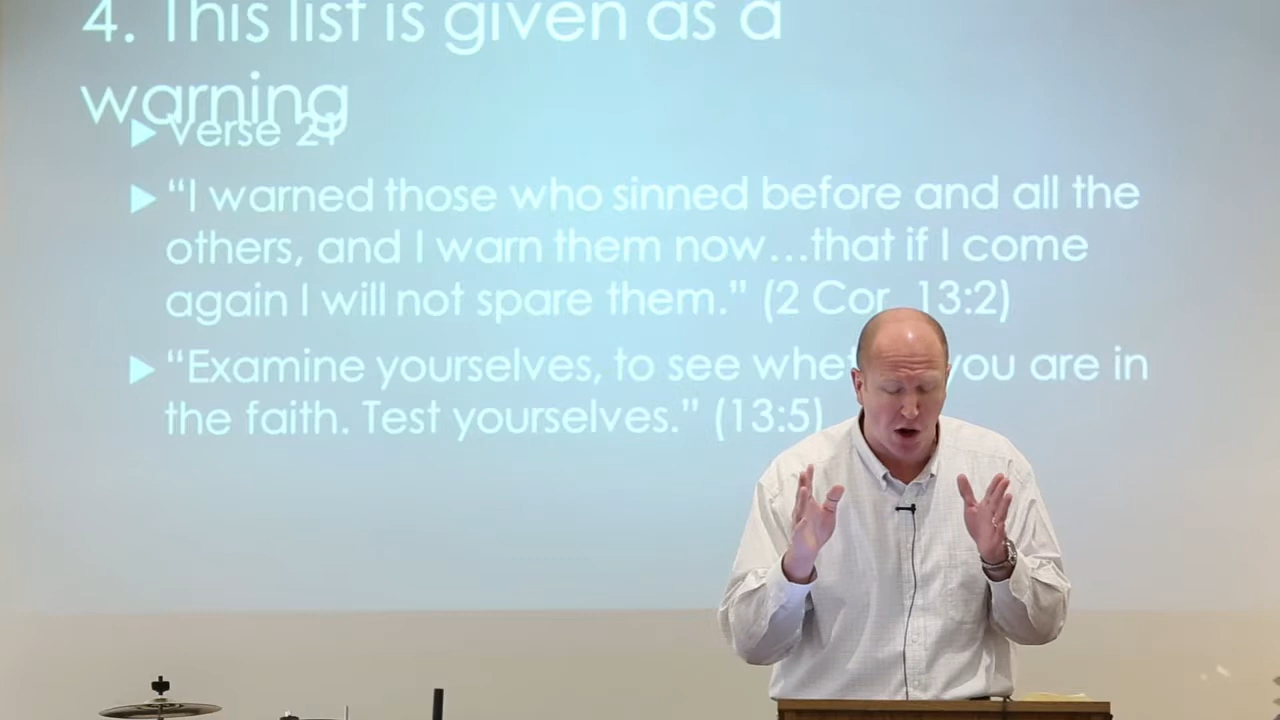 4. This list is given as a
warning
Verse 21
“I warned those who sinned before and all the
others, and I warn them now…that if I come
again I will not spare them.” (2 Cor. 13:2)
“Examine yourselves, to see whe you are in
the faith. Test yourselves.” (13:5)